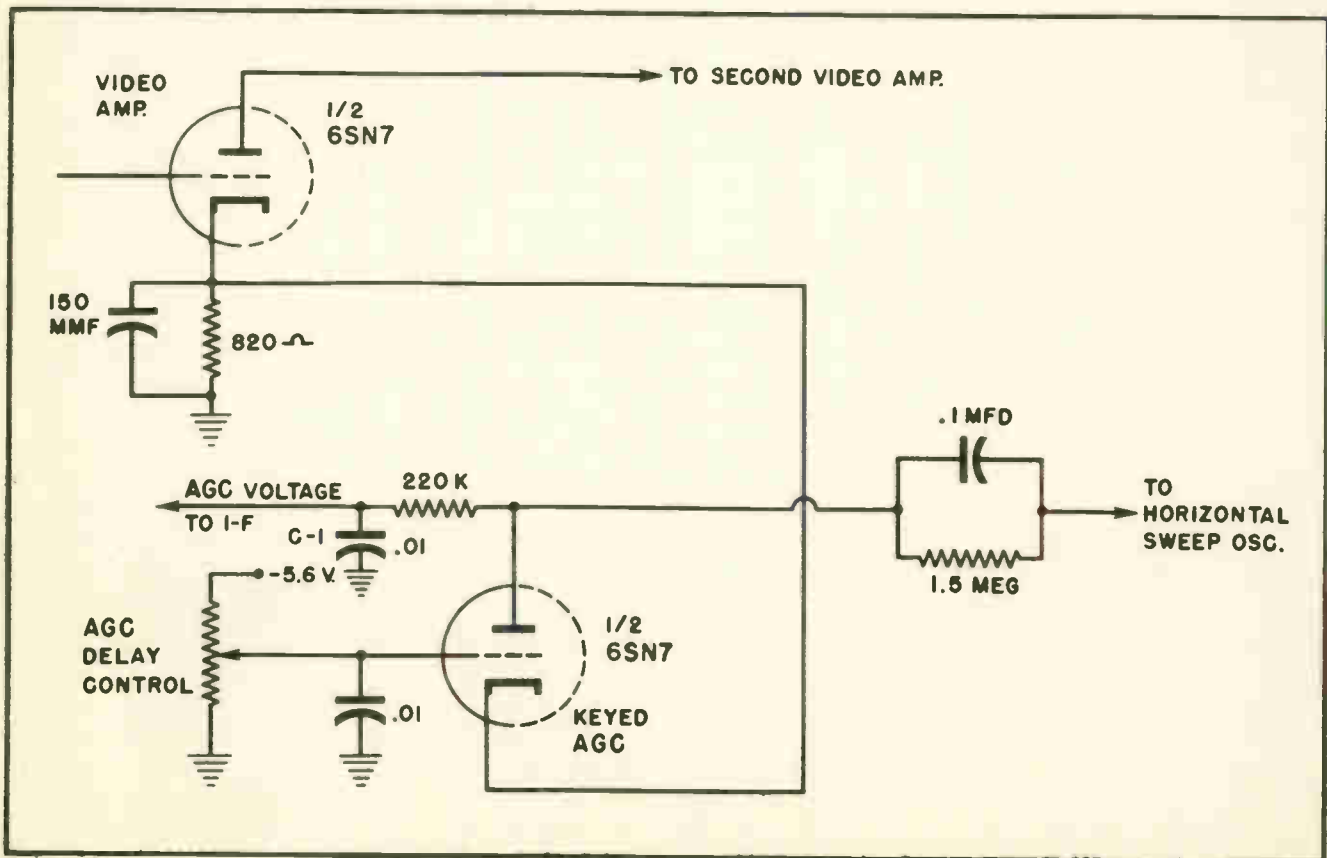 VIDEO
AMP.
1/2
6SN7
TO SECOND VIDEO AMP.
150
MMF
820 Ω
.1 MFD
AGC VOLTAGE
TO I-F
220 K
C-1
.01
-5.6 V.
TO
HORIZONTAL
SWEEP OSC.
1.5 MEG
AGC
DELAY
CONTROL
1/2
6SN7
.01
KEYED
AGC